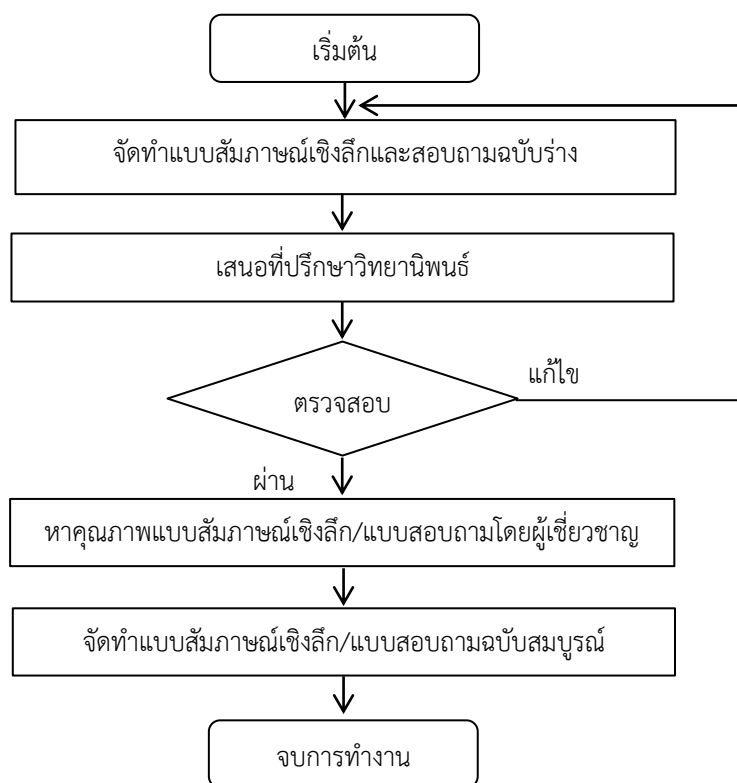 เริ่มต้น
จัดทำแบบสัมภาษณ์เชิงลึกและสอบถามฉบับร่าง
เสนอที่ปรึกษาวิทยานิพนธ์
แก้ไข
ตรวจสอบ
ผ่าน
หาคุณภาพแบบสัมภาษณ์เชิงลึก/แบบสอบถามโดยผู้เชี่ยวชาญ
จัดทำแบบสัมภาษณ์เชิงลึก/แบบสอบถามฉบับสมบูรณ์
จบการทำงาน